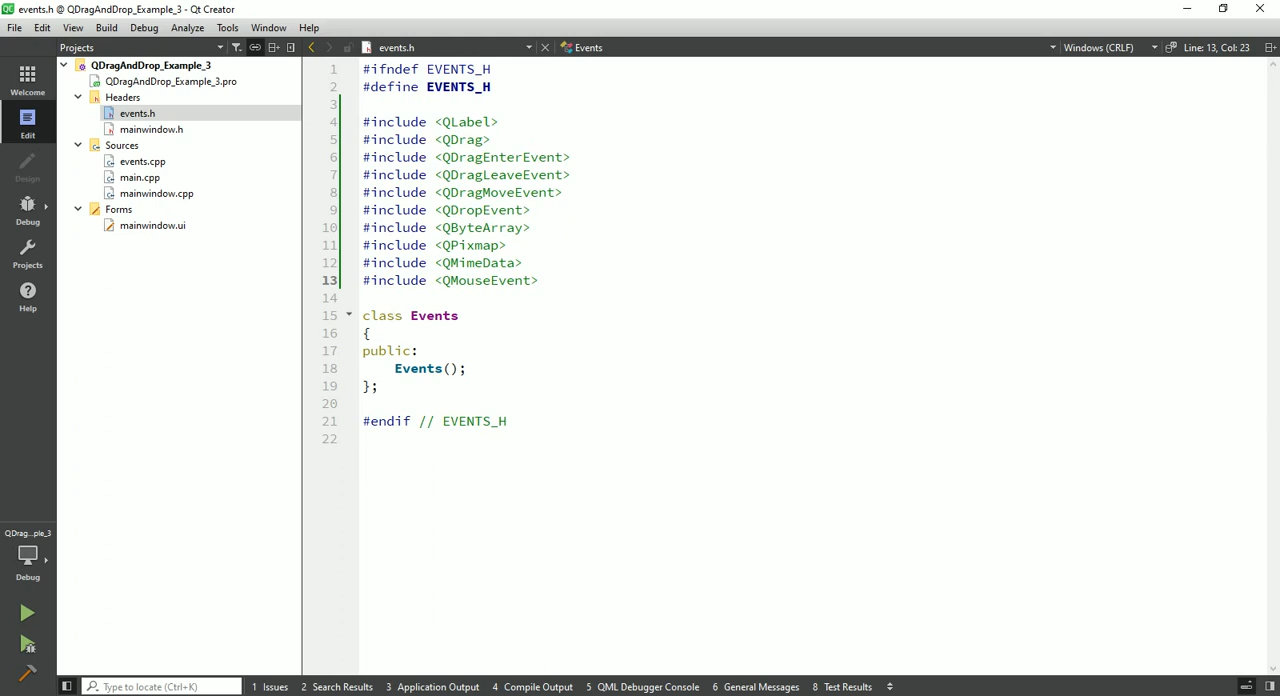 events.h @ QDragAndDrop_Example_3 - Qt Creator
File Edit View Build Debug Analyze Tools Window Help
Projects events.h Events Windows (CRLF) Line: 13, Col: 23
Welcome
Edit
Design
Debug
Projects
Help
QDragAndDrop_Example_3
QDragAndDrop_Example_3.pro
Headers
events.h
mainwindow.h
Sources
events.cpp
main.cpp
mainwindow.cpp
Forms
mainwindow.ui
1 #ifndef EVENTS_H
2 #define EVENTS_H
3
4 #include <QLabel>
5 #include <QDrag>
6 #include <QDragEnterEvent>
7 #include <QDragLeaveEvent>
8 #include <QDragMoveEvent>
9 #include <QDropEvent>
10 #include <QByteArray>
11 #include <QPixmap>
12 #include <QMimeData>
13 #include <QMouseEvent>
14
15 class Events
16 {
17 public:
18 Events();
19 };
20
21 #endif // EVENTS_H
22
QDrag...ple_3
Debug
Type to locate (Ctrl+K) 1 Issues 2 Search Results 3 Application Output 4 Compile Output 5 QML Debugger Console 6 General Messages 8 Test Results